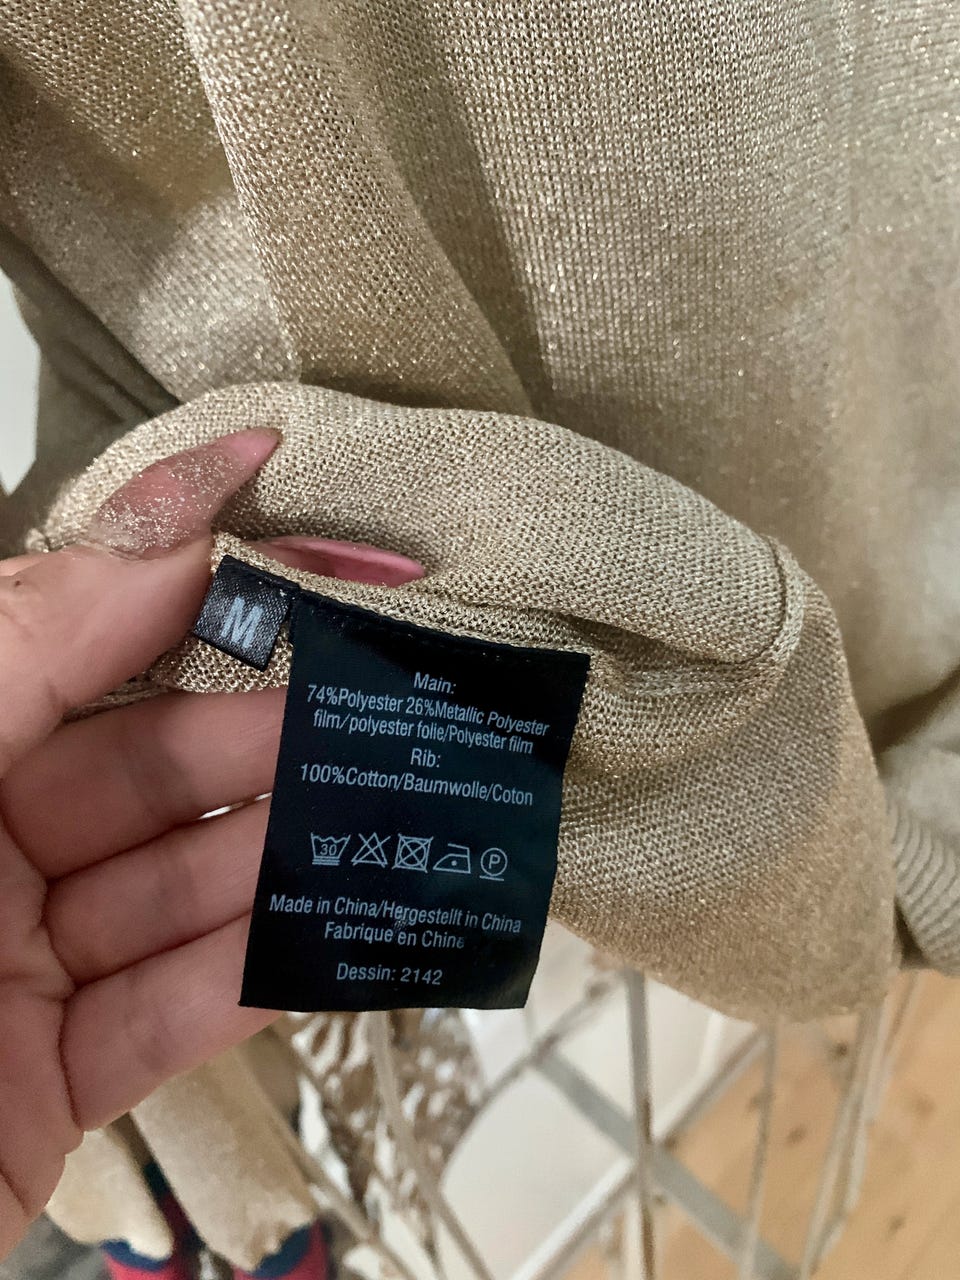 M
Main:
74%Polyester 26%Metallic Polyester
film/polyester folie/Polyester film
Rib:
100%Cotton/Baumwolle/Coton
30 P
Made in China/Hergestellt in China
Fabrique en Chine
Dessin: 2142